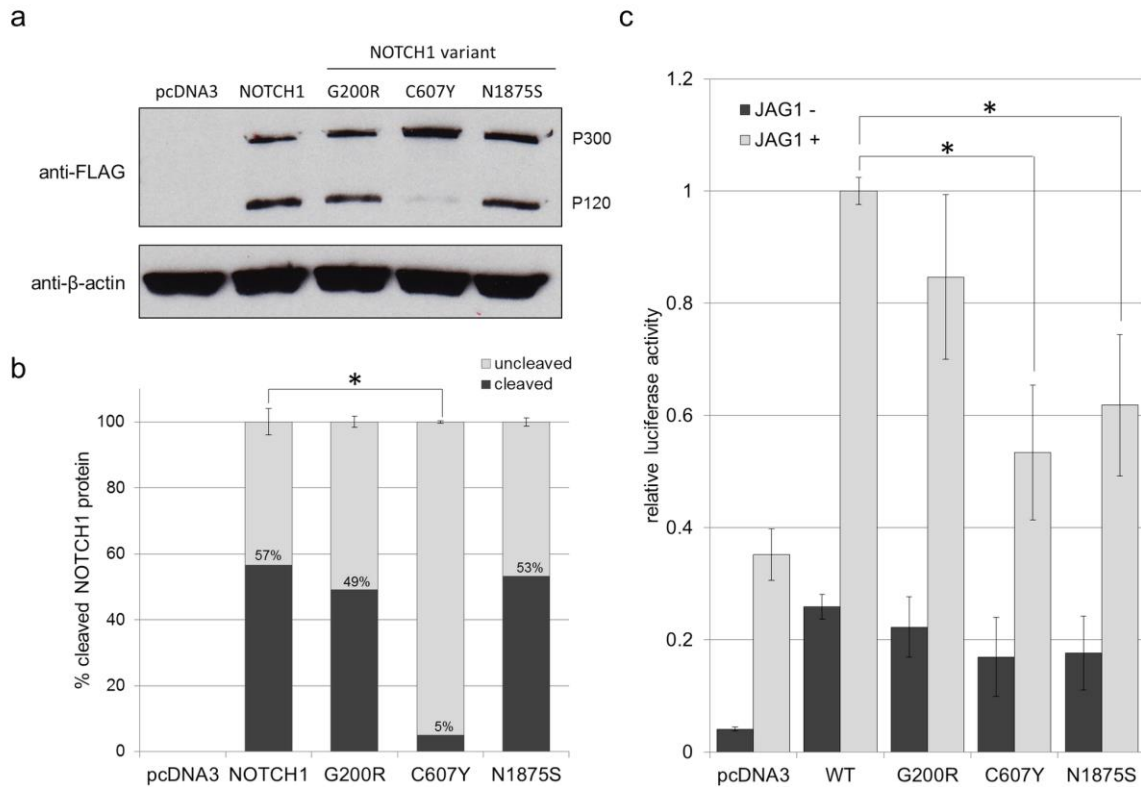 a
NOTCH1 variant
pcDNA3 NOTCH1 G200R C607Y N1875S
anti-FLAG
P300
P120
anti-β-actin
b
uncleaved
cleaved
*
% cleaved NOTCH1 protein
100
80
60
40
20
0
57%
49%
5%
53%
pcDNA3 NOTCH1 G200R C607Y N1875S
c
JAG1 -
JAG1 +
*
*
relative luciferase activity
1.2
1
0.8
0.6
0.4
0.2
0
pcDNA3 WT G200R C607Y N1875S